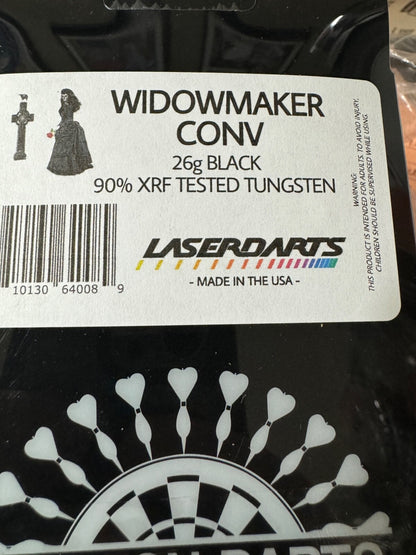 WIDOWMAKER
CONV
26g BLACK
90% XRF TESTED TUNGSTEN
LASERDARTS
- MADE IN THE USA -
10130 64008 9
WARNING:
THIS PRODUCT IS INTENDED FOR ADULTS. TO AVOID INJURY,
CHILDREN SHOULD BE SUPERVISED WHILE USING.